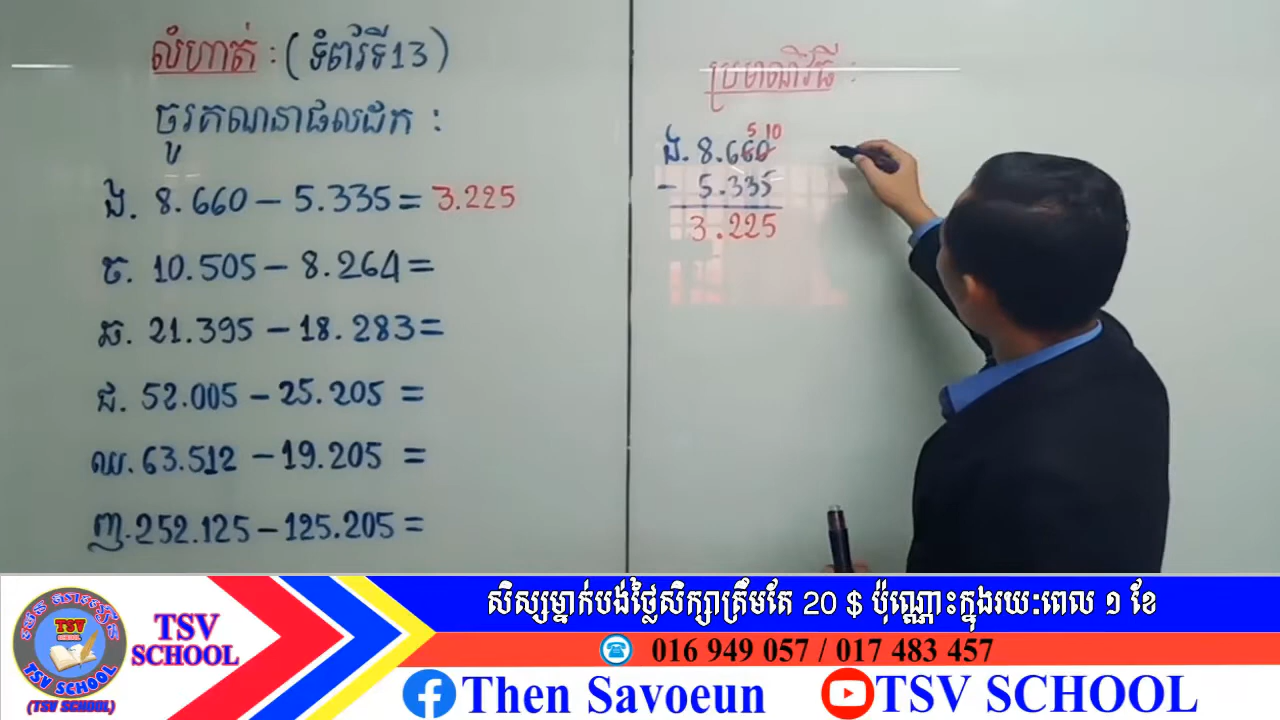 លំហាត់ : (ទំព័រទី13)
ចូរគណនាផលដក :
ង. 8.660 - 5.335 = 3.225
ច. 10.505 - 8.264 =
ឆ. 21.395 - 18.283 =
ជ. 52.005 - 25.205 =
ឈ. 63.512 - 19.205 =
ញ. 252.125 - 125.205 =
ប្រមាណវិធី :
5 10
ង. 8.660
- 5.335
3.225
TSV
SCHOOL
TSV SCHOOL
(TSV SCHOOL)
TSV
SCHOOL
សិស្សម្នាក់បង់ថ្លៃសិក្សាត្រឹមតែ 20 $ ប៉ុណ្ណោះក្នុងរយៈពេល ១ ខែ
016 949 057 / 017 483 457
Then Savoeun
TSV SCHOOL